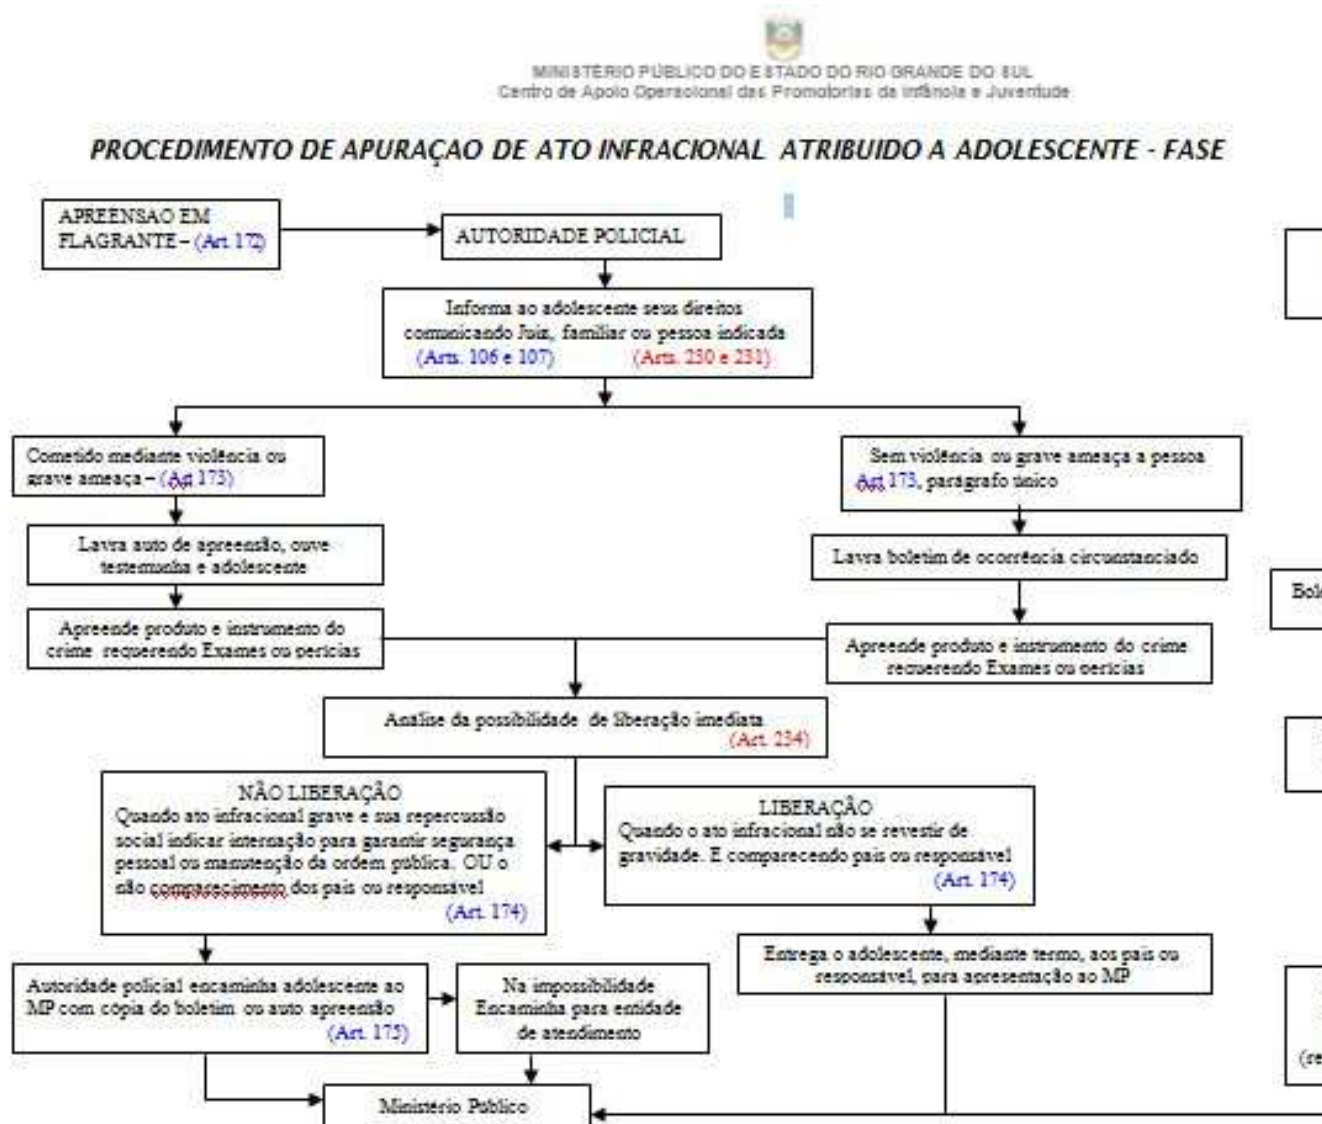 MINISTÉRIO PÚBLICO DO ESTADO DO RIO GRANDE DO SUL
Centro de Apoio Operacional das Promotorias da Infância e Juventude
PROCEDIMENTO DE APURAÇAO DE ATO INFRACIONAL ATRIBUIDO A ADOLESCENTE - FASE
APREENSAO EM
FLAGRANTE – (Art 172)
AUTORIDADE POLICIAL
Informa ao adolescente seus direitos
comunicando Juiz, familiar ou pessoa indicada
(Arts. 106 e 107) (Arts. 230 e 231)
Cometido mediante violência ou
grave ameaça – (Art 173)
Sem violência ou grave ameaça a pessoa
Art 173, parágrafo único
Lavra auto de apreensão, ouve
testemunha e adolescente
Lavra boletim de ocorrência circunstanciado
Apreende produto e instrumento do
crime requerendo Exames ou perícias
Apreende produto e instrumento do crime
requerendo Exames ou perícias
Análise da possibilidade de liberação imediata
(Art. 234)
NÃO LIBERAÇÃO
Quando ato infracional grave e sua repercussão
social indicar internação para garantir segurança
pessoal ou manutenção da ordem pública. OU o
não comparecimento dos pais ou responsável
(Art. 174)
LIBERAÇÃO
Quando o ato infracional não se revestir de
gravidade. E comparecendo pais ou responsável
(Art. 174)
Entrega o adolescente, mediante termo, aos pais ou
responsável, para apresentação ao MP
Autoridade policial encaminha adolescente ao
MP com cópia do boletim ou auto apreensão
(Art. 175)
Na impossibilidade
Encaminha para entidade
de atendimento
Ministério Público